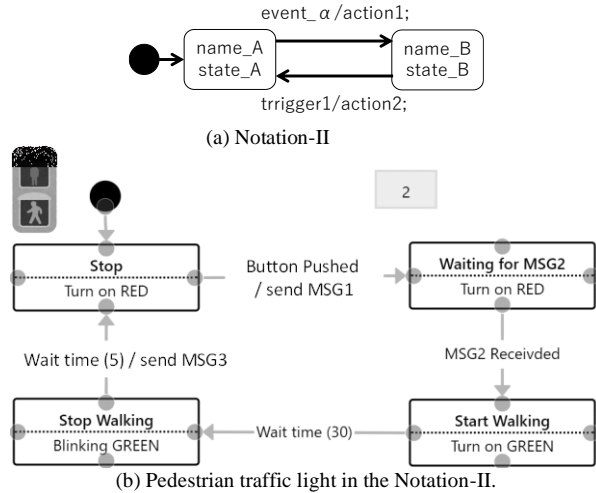 event_α/action1;
name_A
state_A
name_B
state_B
trrigger1/action2;
(a) Notation-II
2
Stop
Turn on RED
Button Pushed
/ send MSG1
Waiting for MSG2
Turn on RED
Wait time (5) / send MSG3
MSG2 Receivded
Stop Walking
Blinking GREEN
Wait time (30)
Start Walking
Turn on GREEN
(b) Pedestrian traffic light in the Notation-II.